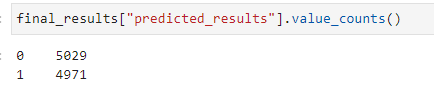 final_results["predicted_results"].value_counts()
0    5029
1    4971